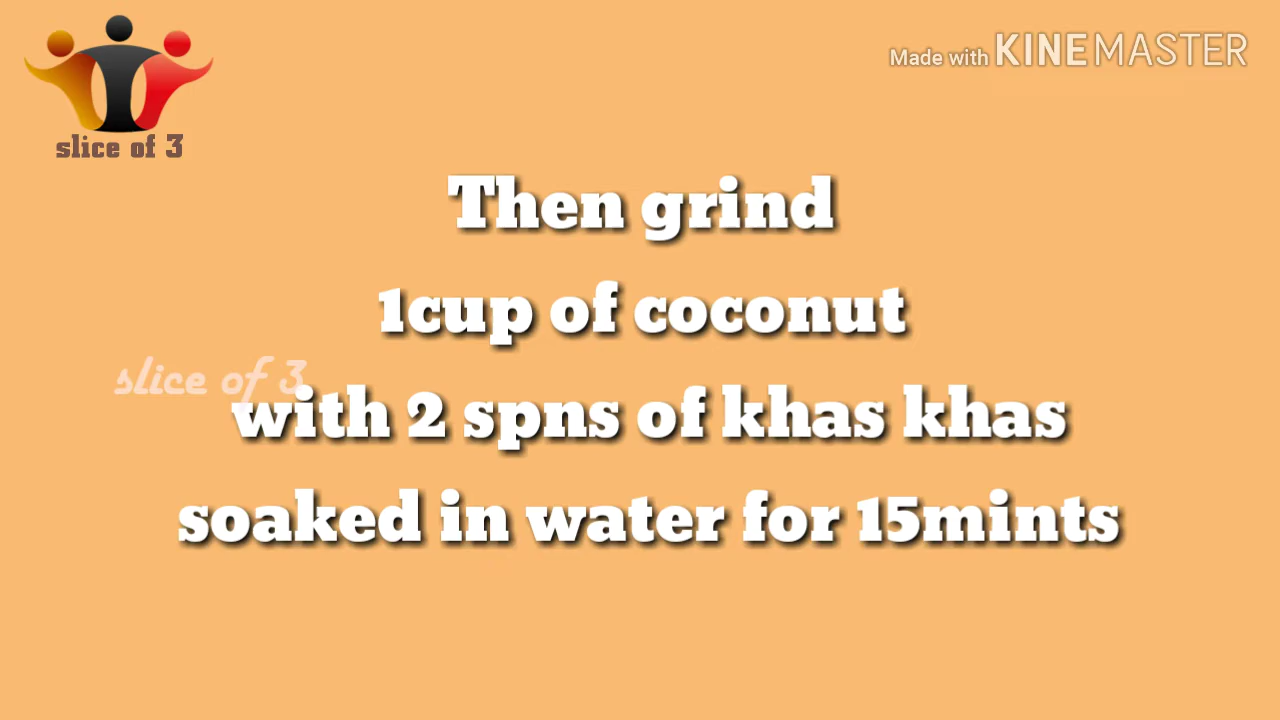 Made with KINEMASTER
slice of 3
Then grind
1cup of coconut
slice of 3
with 2 spns of khas khas
soaked in water for 15mints